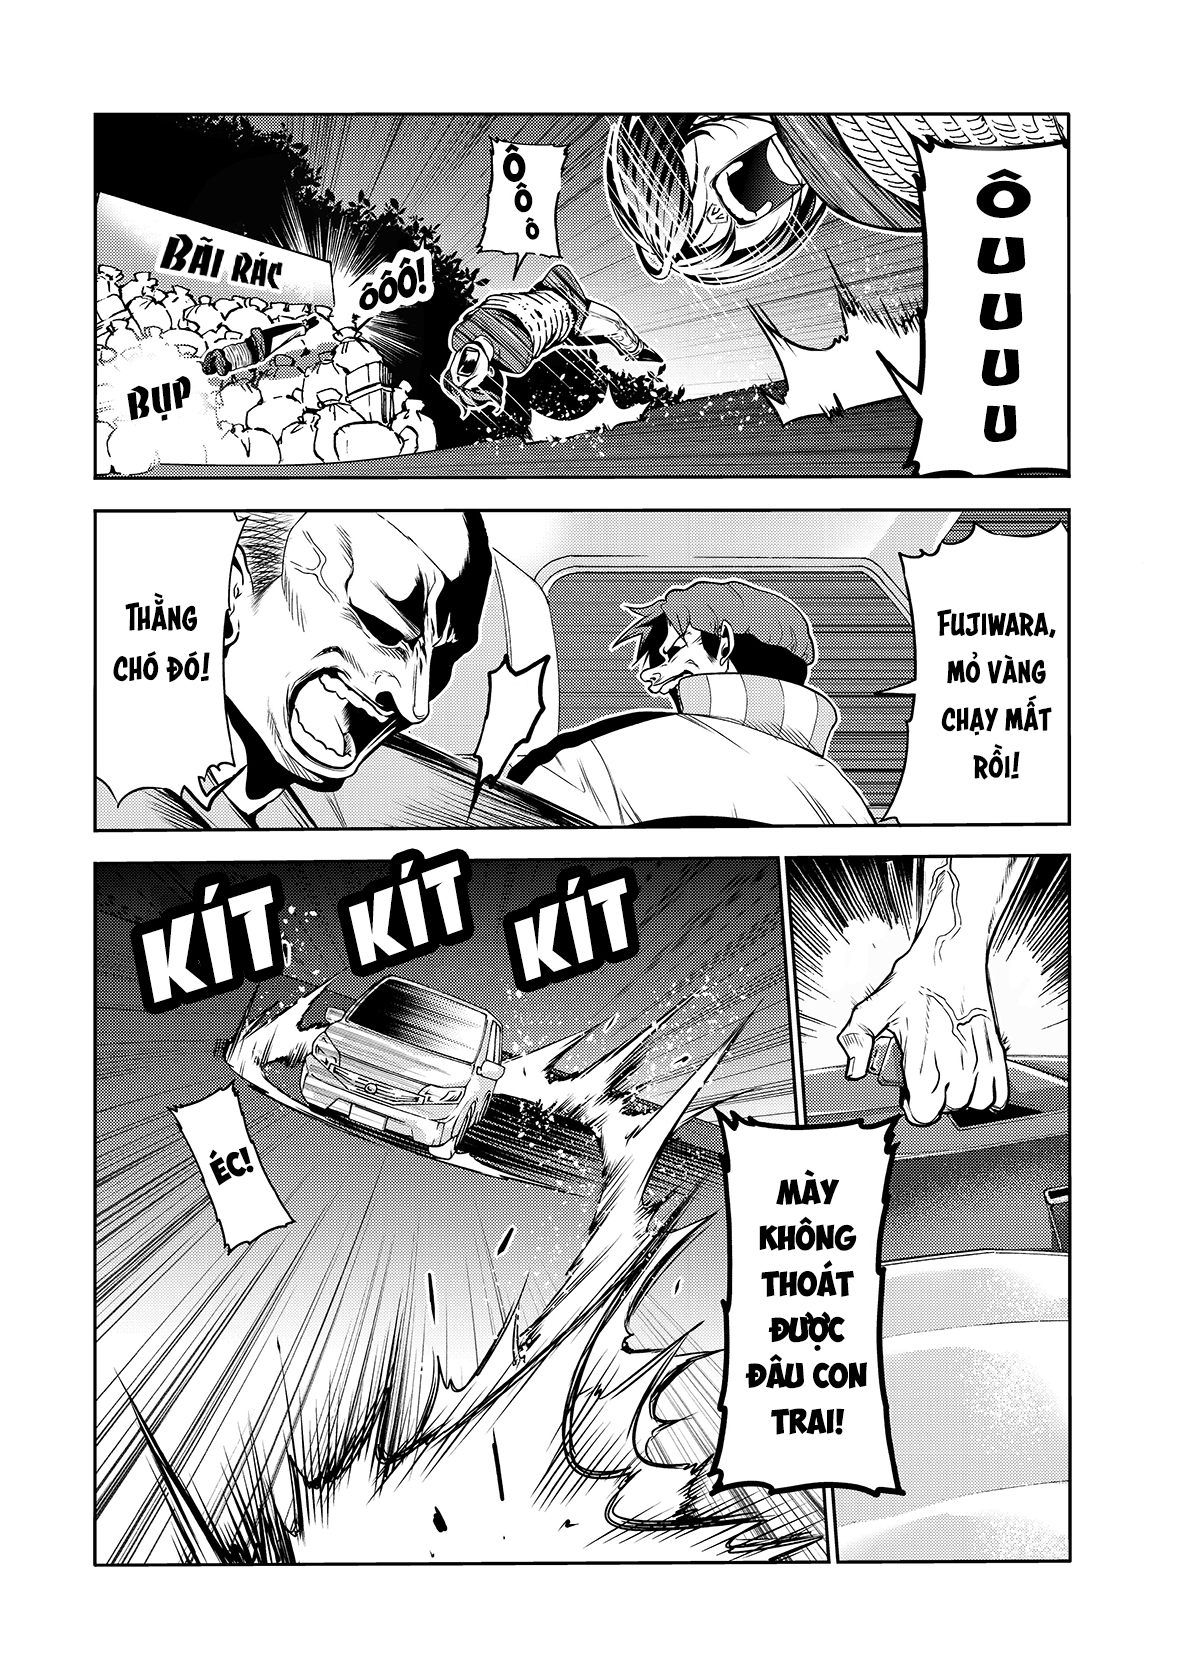 Ô
U
U
U
U
Ô
Ô
Ô
ÔÔÔ!
BÃI RÁC
BỤP
FUJIWARA,
MỎ VÀNG
CHẠY MẤT
RỒI!
THẰNG
CHÓ ĐÓ!
MÀY
KHÔNG
THOÁT
ĐƯỢC
ĐÂU CON
TRAI!
KÍT
KÍT
KÍT
ÉC!